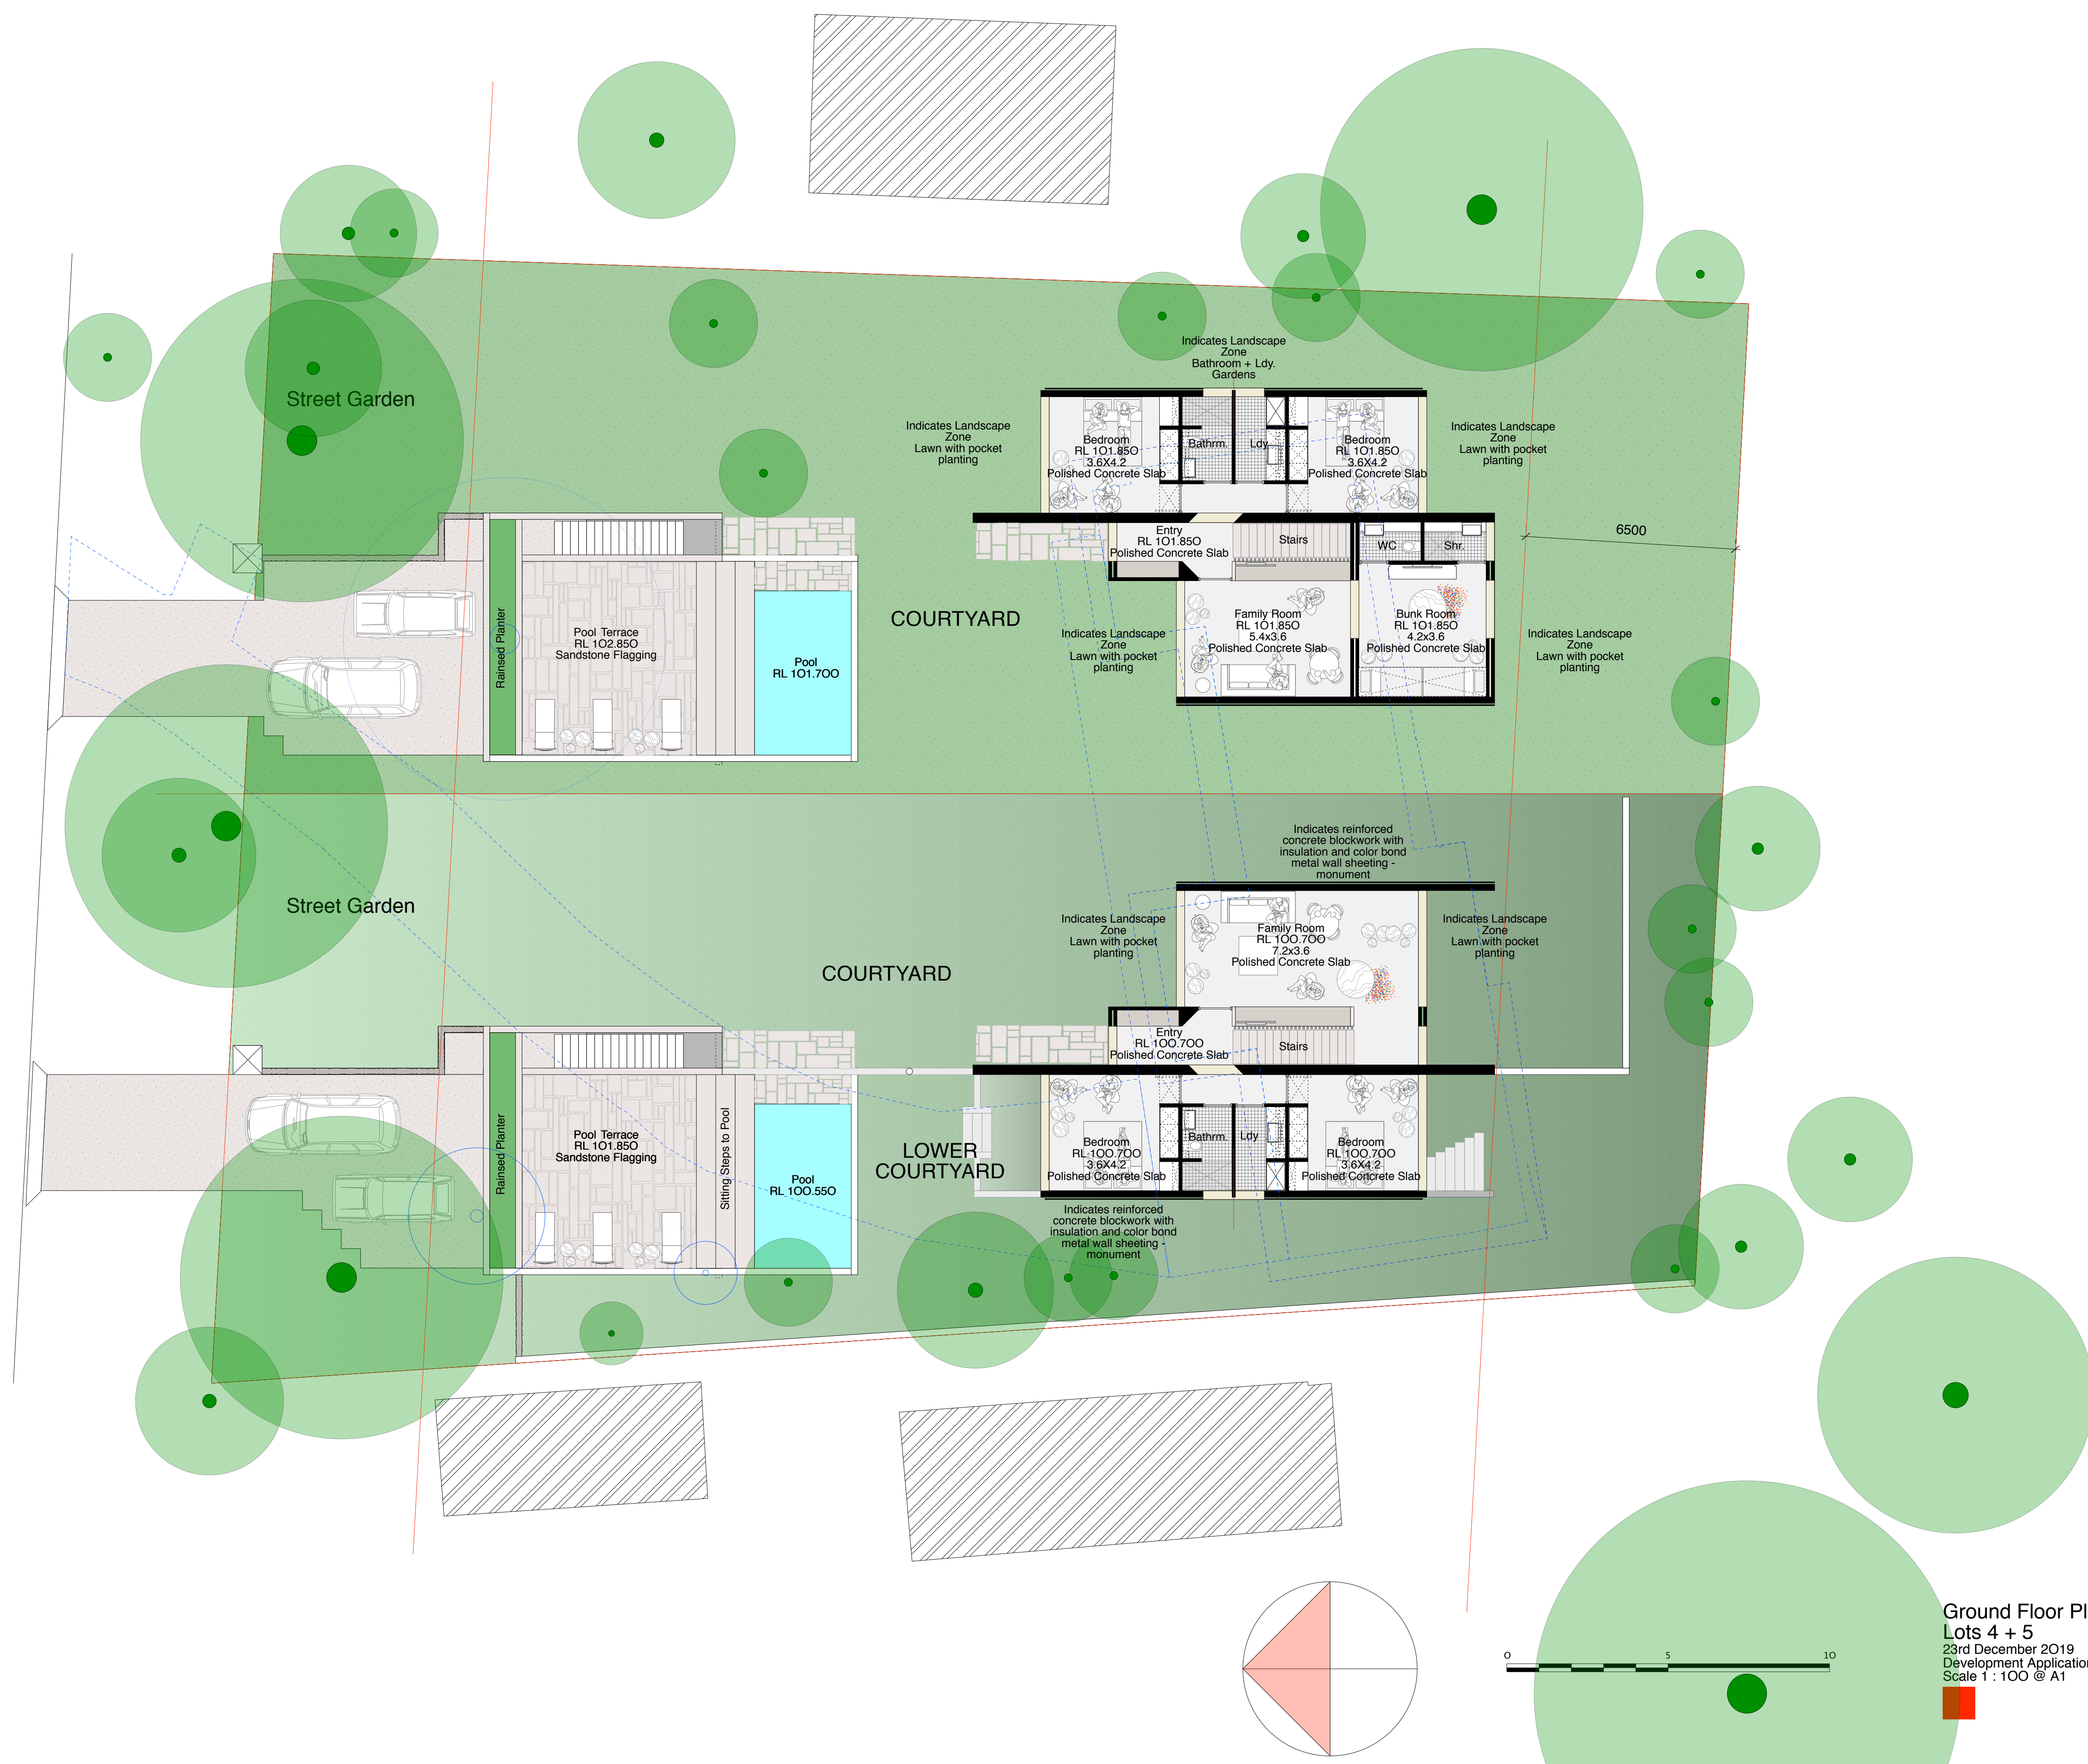 Indicates Landscape
Zone
Bathroom + Ldy.
Gardens
Street Garden
Indicates Landscape
Zone
Lawn with pocket
planting
Bedroom
RL 101.850
3.6X4.2
Polished Concrete Slab
Bathrm.
Ldy
Bedroom
RL 101.850
3.6X4.2
Polished Concrete Slab
Indicates Landscape
Zone
Lawn with pocket
planting
Entry
RL 101.850
Polished Concrete Slab
Stairs
WC
Shr.
6500
Rainsed Planter
Pool Terrace
RL 102.850
Sandstone Flagging
Pool
RL 101.700
COURTYARD
Indicates Landscape
Zone
Lawn with pocket
planting
Family Room
RL 101.850
5.4x3.6
Polished Concrete Slab
Bunk Room
RL 101.850
4.2x3.6
Polished Concrete Slab
Indicates Landscape
Zone
Lawn with pocket
planting
Indicates reinforced
concrete blockwork with
insulation and color bond
metal wall sheeting -
monument
Street Garden
COURTYARD
Indicates Landscape
Zone
Lawn with pocket
planting
Family Room
RL 100.700
7.2x3.6
Polished Concrete Slab
Indicates Landscape
Zone
Lawn with pocket
planting
Entry
RL 100.700
Polished Concrete Slab
Stairs
Rainsed Planter
Pool Terrace
RL 101.850
Sandstone Flagging
Sitting Steps to Pool
Pool
RL 100.550
LOWER
COURTYARD
Bedroom
RL 100.700
3.6X4.2
Polished Concrete Slab
Bathrm.
Ldy
Bedroom
RL 100.700
3.6X4.2
Polished Concrete Slab
Indicates reinforced
concrete blockwork with
insulation and color bond
metal wall sheeting -
monument
0 5 10
Ground Floor Pl
Lots 4 + 5
23rd December 2019
Development Application
Scale 1 : 100 @ A1